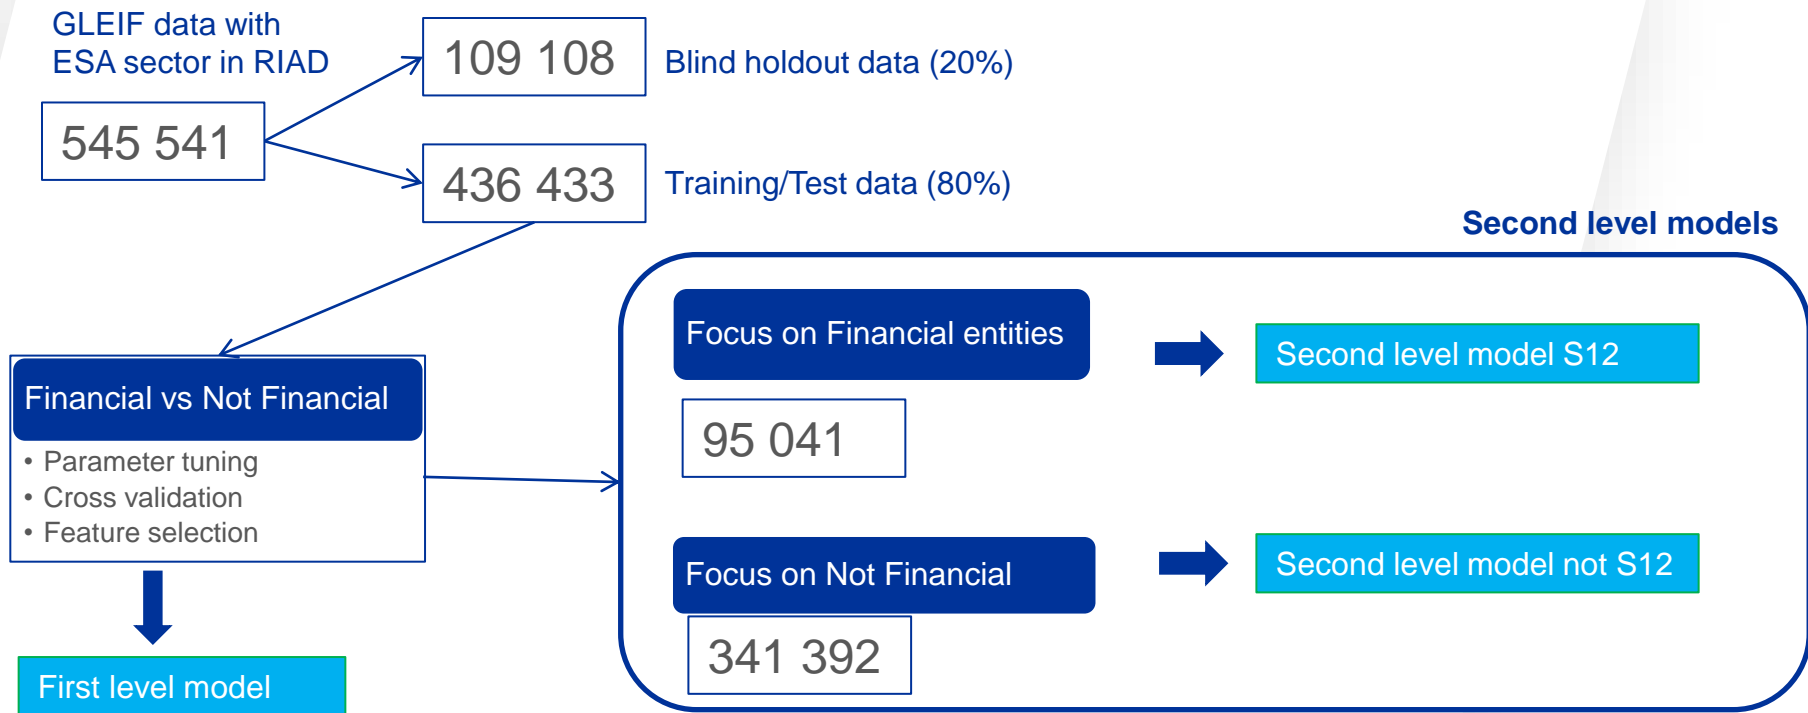 GLEIF data with
ESA sector in RIAD
545 541
109 108
Blind holdout data (20%)
436 433
Training/Test data (80%)
Second level models
Financial vs Not Financial
• Parameter tuning
• Cross validation
• Feature selection
First level model
Focus on Financial entities
95 041
Second level model S12
Focus on Not Financial
341 392
Second level model not S12